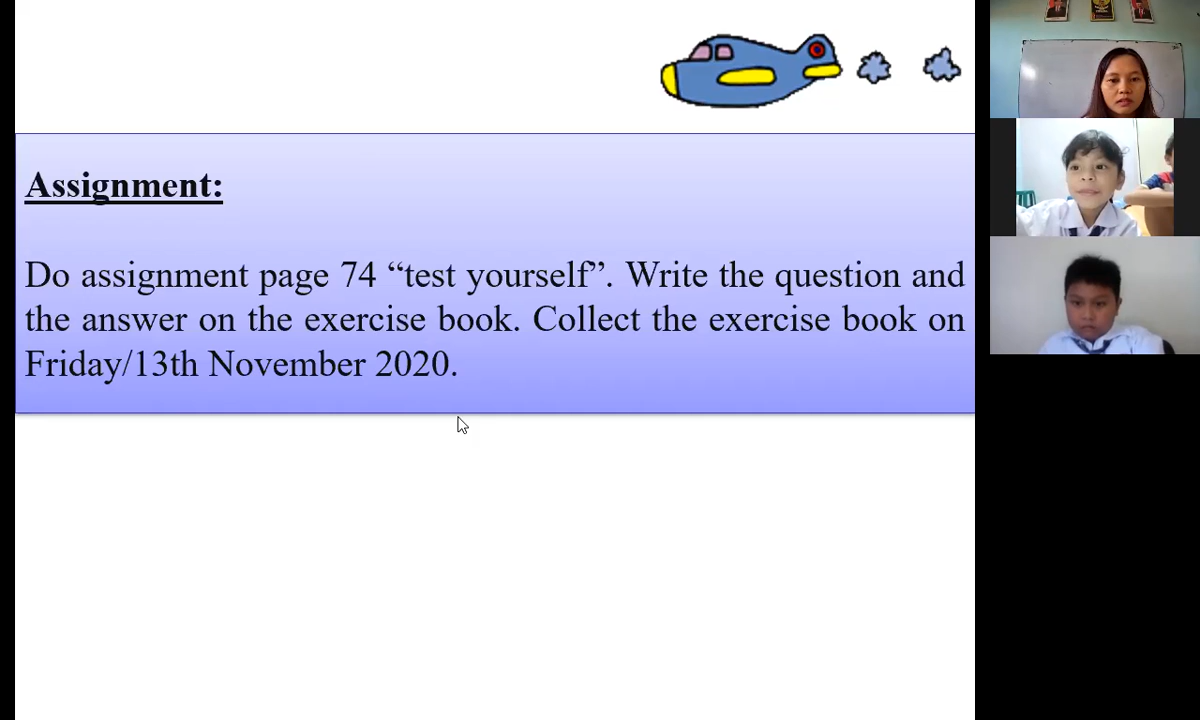 Assignment:
Do assignment page 74 “test yourself”. Write the question and
the answer on the exercise book. Collect the exercise book on
Friday/13th November 2020.